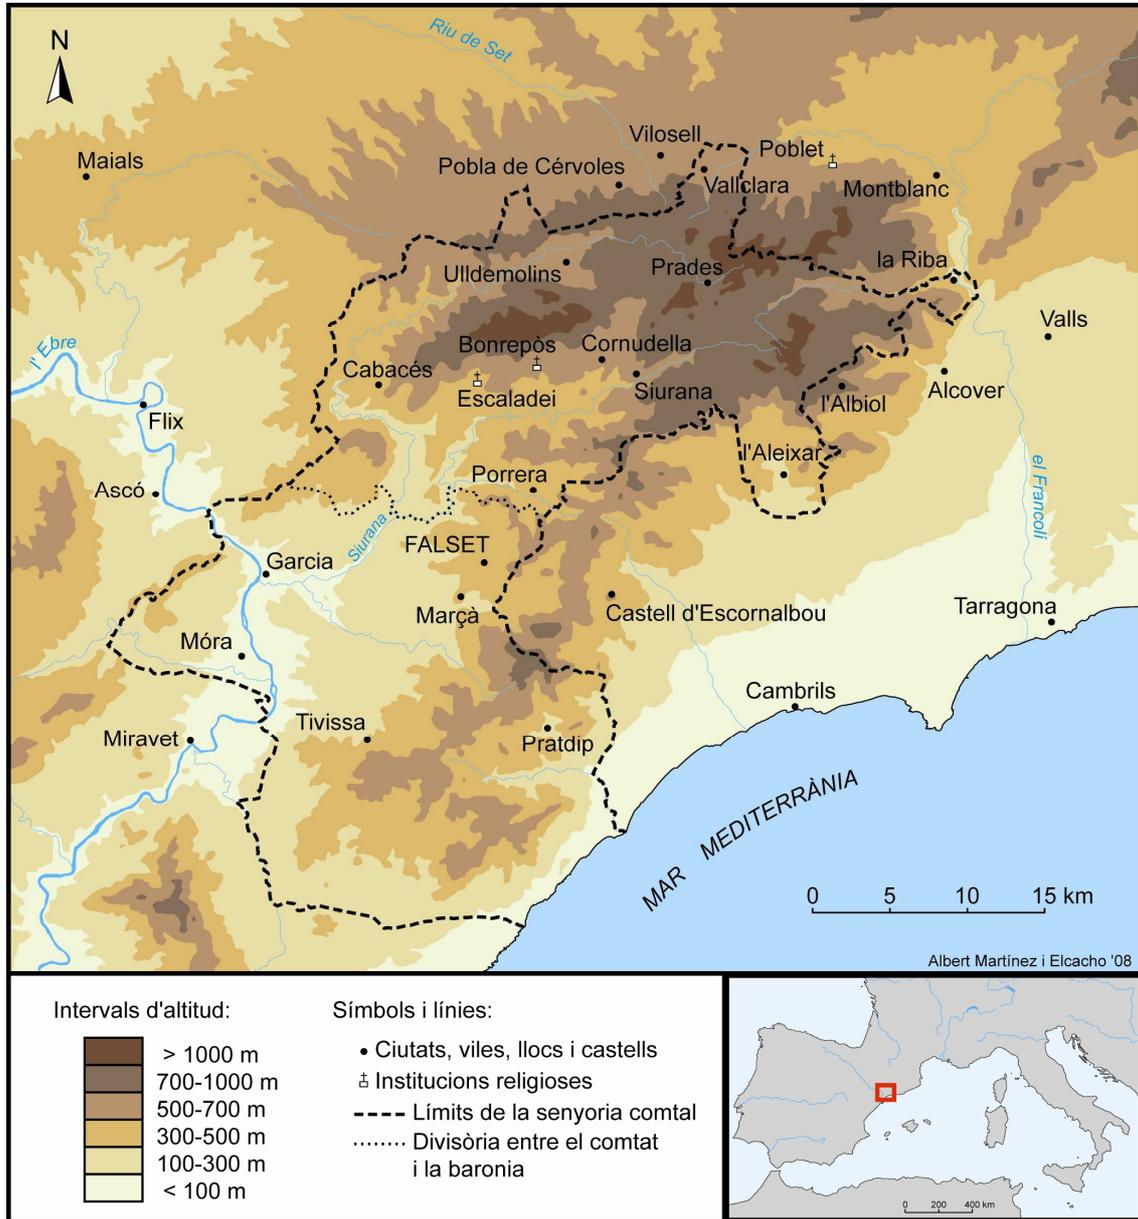 N
Riu de Set
Maials
Vilosell
Pobla de Cérvoles
Poblet
Vallclara
Montblanc
Ulldemolins
Prades
la Riba
Valls
l'Ebre
Bonrepòs
Cornudella
Cabacés
Escaladei
Siurana
l'Albiol
Alcover
Flix
l'Aleixar
Porrera
Ascó
el Francolí
Siurana
FALSET
Garcia
Marçà
Castell d'Escornalbou
Tarragona
Móra
Cambrils
Tivissa
Miravet
Pratdip
MAR MEDITERRÀNIA
0 5 10 15 km
Albert Martínez i Elcacho '08
Intervals d'altitud:
> 1000 m
700-1000 m
500-700 m
300-500 m
100-300 m
< 100 m
Símbols i línies:
Ciutats, viles, llocs i castells
Institucions religioses
Límits de la senyoria comtal
Divisòria entre el comtat
i la baronia
0 200 400 km